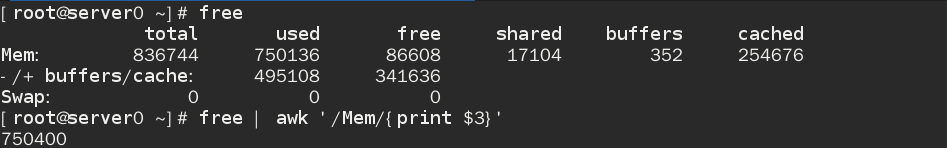 [root@server0 ~]# free
total used free shared buffers cached
Mem: 836744 750136 86608 17104 352 254676
-/+ buffers/cache: 495108 341636
Swap: 0 0 0
[root@server0 ~]# free | awk '/Mem/{print $3}'
750400